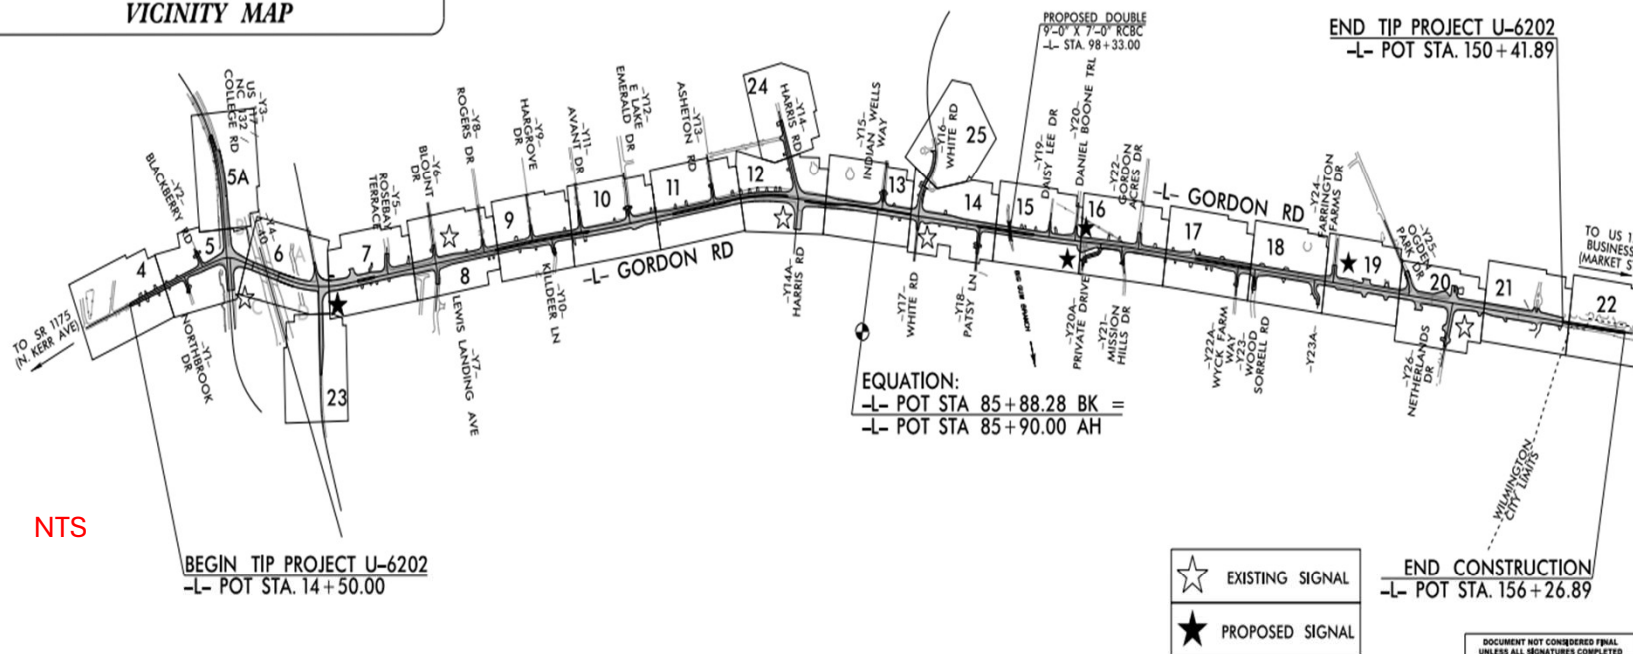 VICINITY MAP
PROPOSED DOUBLE
9'-0" X 7'-0" RCBC
-L- STA. 98+33.00
END TIP PROJECT U-6202
-L- POT STA. 150+41.89
-Y3-
US 117/
NC 132 /
COLLEGE RD
-Y2-
BLACKBERRY RD
-Y4-
I-40
-Y5-
ROSEBAY
TERRACE
-Y6-
BLOUNT
DR
-Y8-
ROGERS DR
-Y9-
HARGROVE
DR
-Y11-
AVANT DR
-Y12-
E LAKE
EMERALD DR
-Y13-
ASHETON RD
-Y14-
HARRIS RD
-Y15-
INDIAN WELLS
WAY
-Y16-
WHITE RD
-Y19-
DAISY LEE DR
-Y20-
DANIEL BOONE TRL
-Y22-
GORDON
ACRES DR
-L- GORDON RD
-Y24-
FARRINGTON
FARMS DR
-Y25-
OGDEN
PARK DR
4
5
5A
6
7
8
9
10
11
12
13
14
15
16
17
18
19
20
21
22
23
24
25
TO SR 1175
(N. KERR AVE)
-Y1-
NORTHBROOK
DR
-Y7-
LEWIS LANDING AVE
-Y10-
KILLDEER LN
-L- GORDON RD
-Y14A-
HARRIS RD
-Y17-
WHITE RD
-Y18-
PATSY LN
-Y20A-
PRIVATE DRIVE
-Y21-
MISSION
HILLS DR
-Y22A-
WYCK FARM
WAY
-Y23-
WOOD
SORRELL RD
-Y23A-
-Y26-
NETHERLANDS
DR
TO US 1
BUSINESS
(MARKET S
EQUATION:
-L- POT STA 85+88.28 BK =
-L- POT STA 85+90.00 AH
WILMINGTON
CITY LIMITS
NTS
BEGIN TIP PROJECT U-6202
-L- POT STA. 14+50.00
EXISTING SIGNAL
PROPOSED SIGNAL
END CONSTRUCTION
-L- POT STA. 156+26.89
DOCUMENT NOT CONSIDERED FINAL
UNLESS ALL SIGNATURES COMPLETED